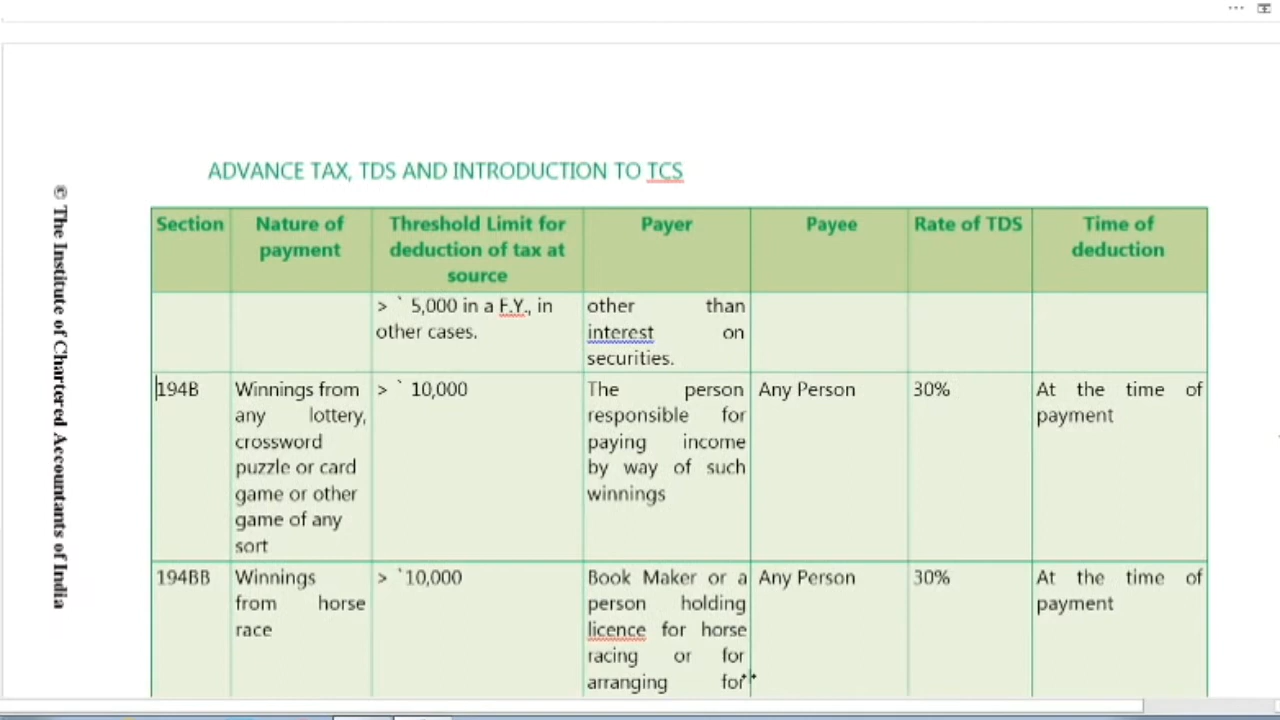 ADVANCE TAX, TDS AND INTRODUCTION TO TCS
© The Institute of Chartered Accountants of India
Section
Nature of
payment
Threshold Limit for
deduction of tax at
source
Payer
Payee
Rate of TDS
Time of
deduction
> ` 5,000 in a F.Y., in
other cases.
other than
interest on
securities.
194B
Winnings from
any lottery,
crossword
puzzle or card
game or other
game of any
sort
> ` 10,000
The person
responsible for
paying income
by way of such
winnings
Any Person
30%
At the time of
payment
194BB
Winnings
from horse
race
> `10,000
Book Maker or a
person holding
licence for horse
racing or for
arranging for
Any Person
30%
At the time of
payment